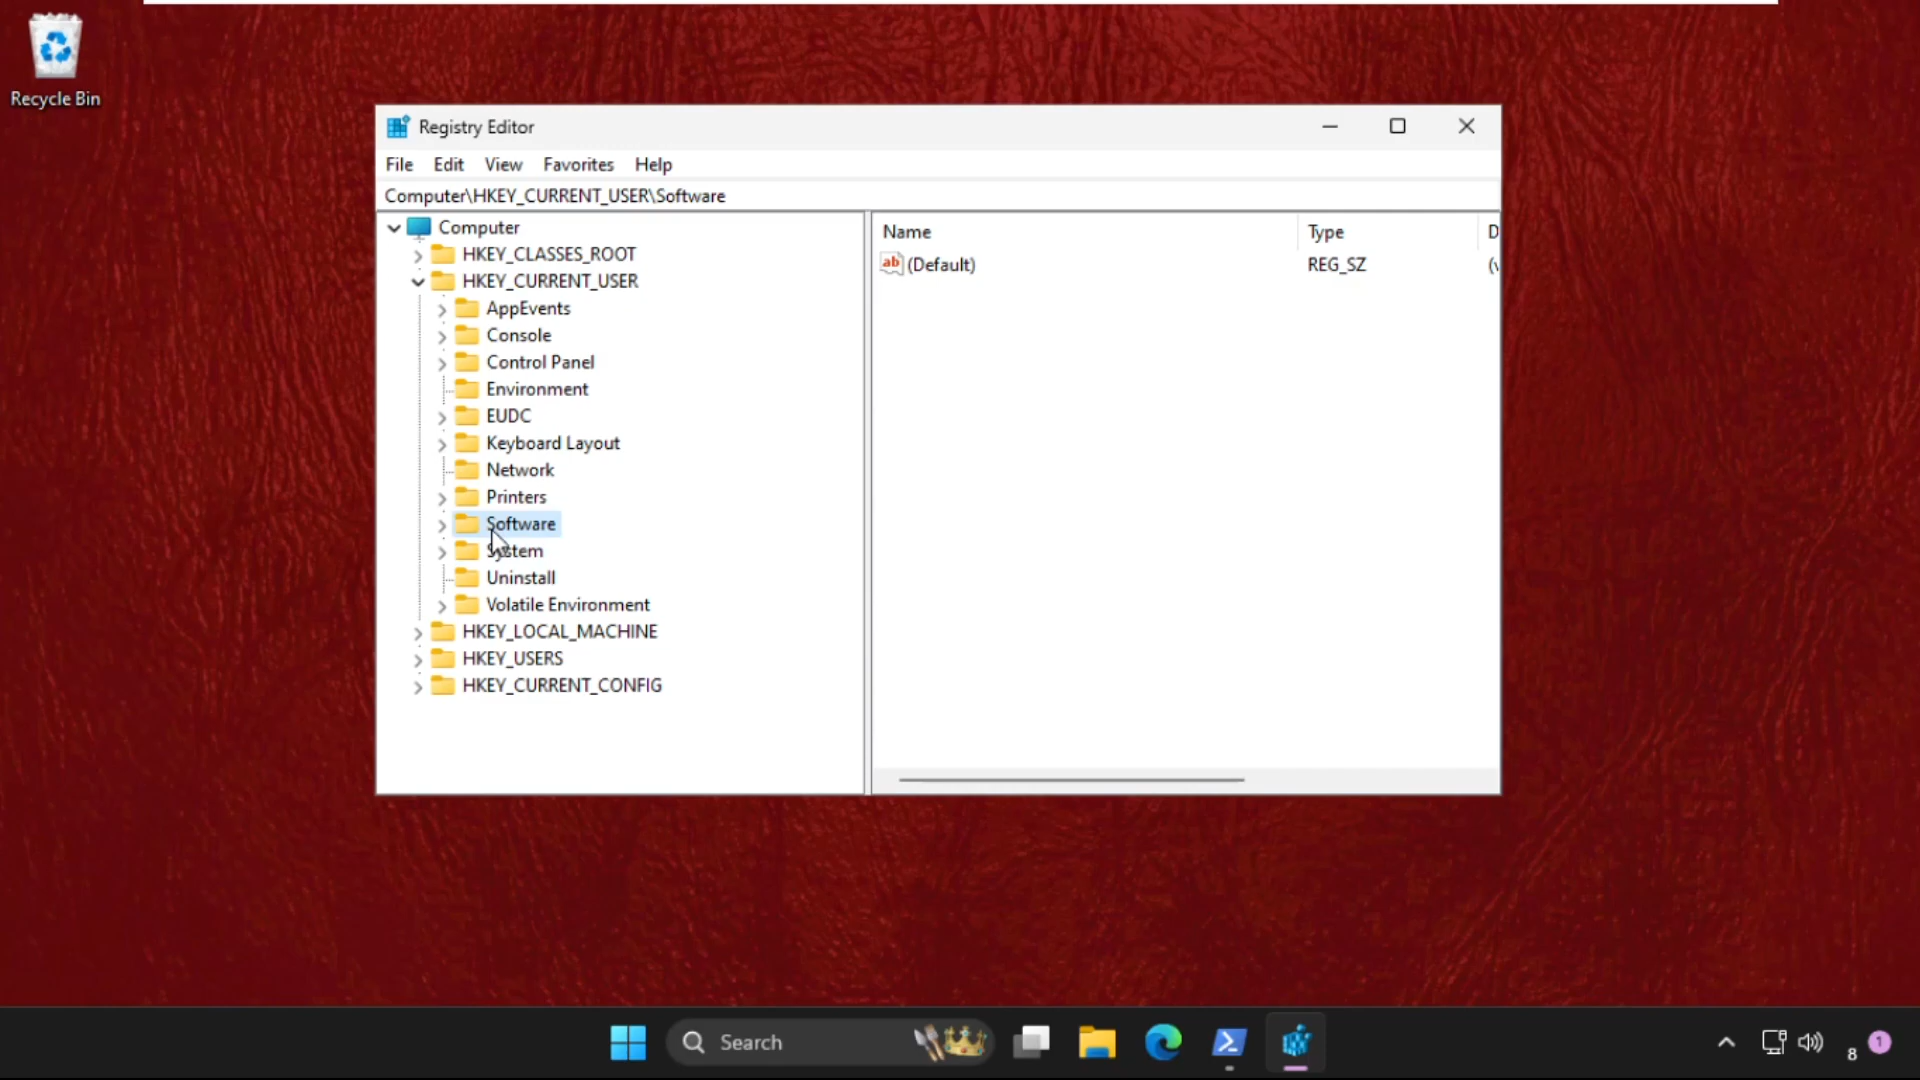 Recycle Bin
Registry Editor
File Edit View Favorites Help
Computer\HKEY_CURRENT_USER\Software
Computer
HKEY_CLASSES_ROOT
HKEY_CURRENT_USER
AppEvents
Console
Control Panel
Environment
EUDC
Keyboard Layout
Network
Printers
Software
System
Uninstall
Volatile Environment
HKEY_LOCAL_MACHINE
HKEY_USERS
HKEY_CURRENT_CONFIG
Name Type D
ab (Default) REG_SZ (v
Search
8 1